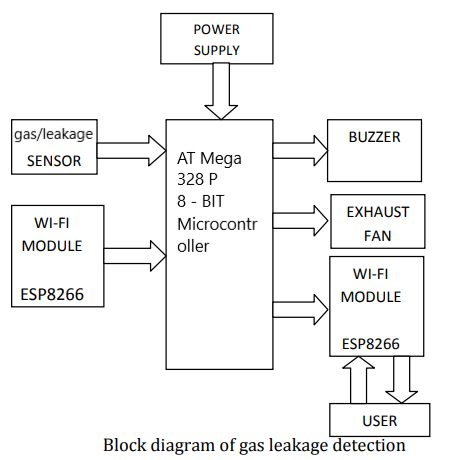 POWER
SUPPLY
gas/leakage
SENSOR
AT Mega
328 P
8 - BIT
Microcontr
oller
BUZZER
WI-FI
MODULE
ESP8266
EXHAUST
FAN
WI-FI
MODULE
ESP8266
USER
Block diagram of gas leakage detection